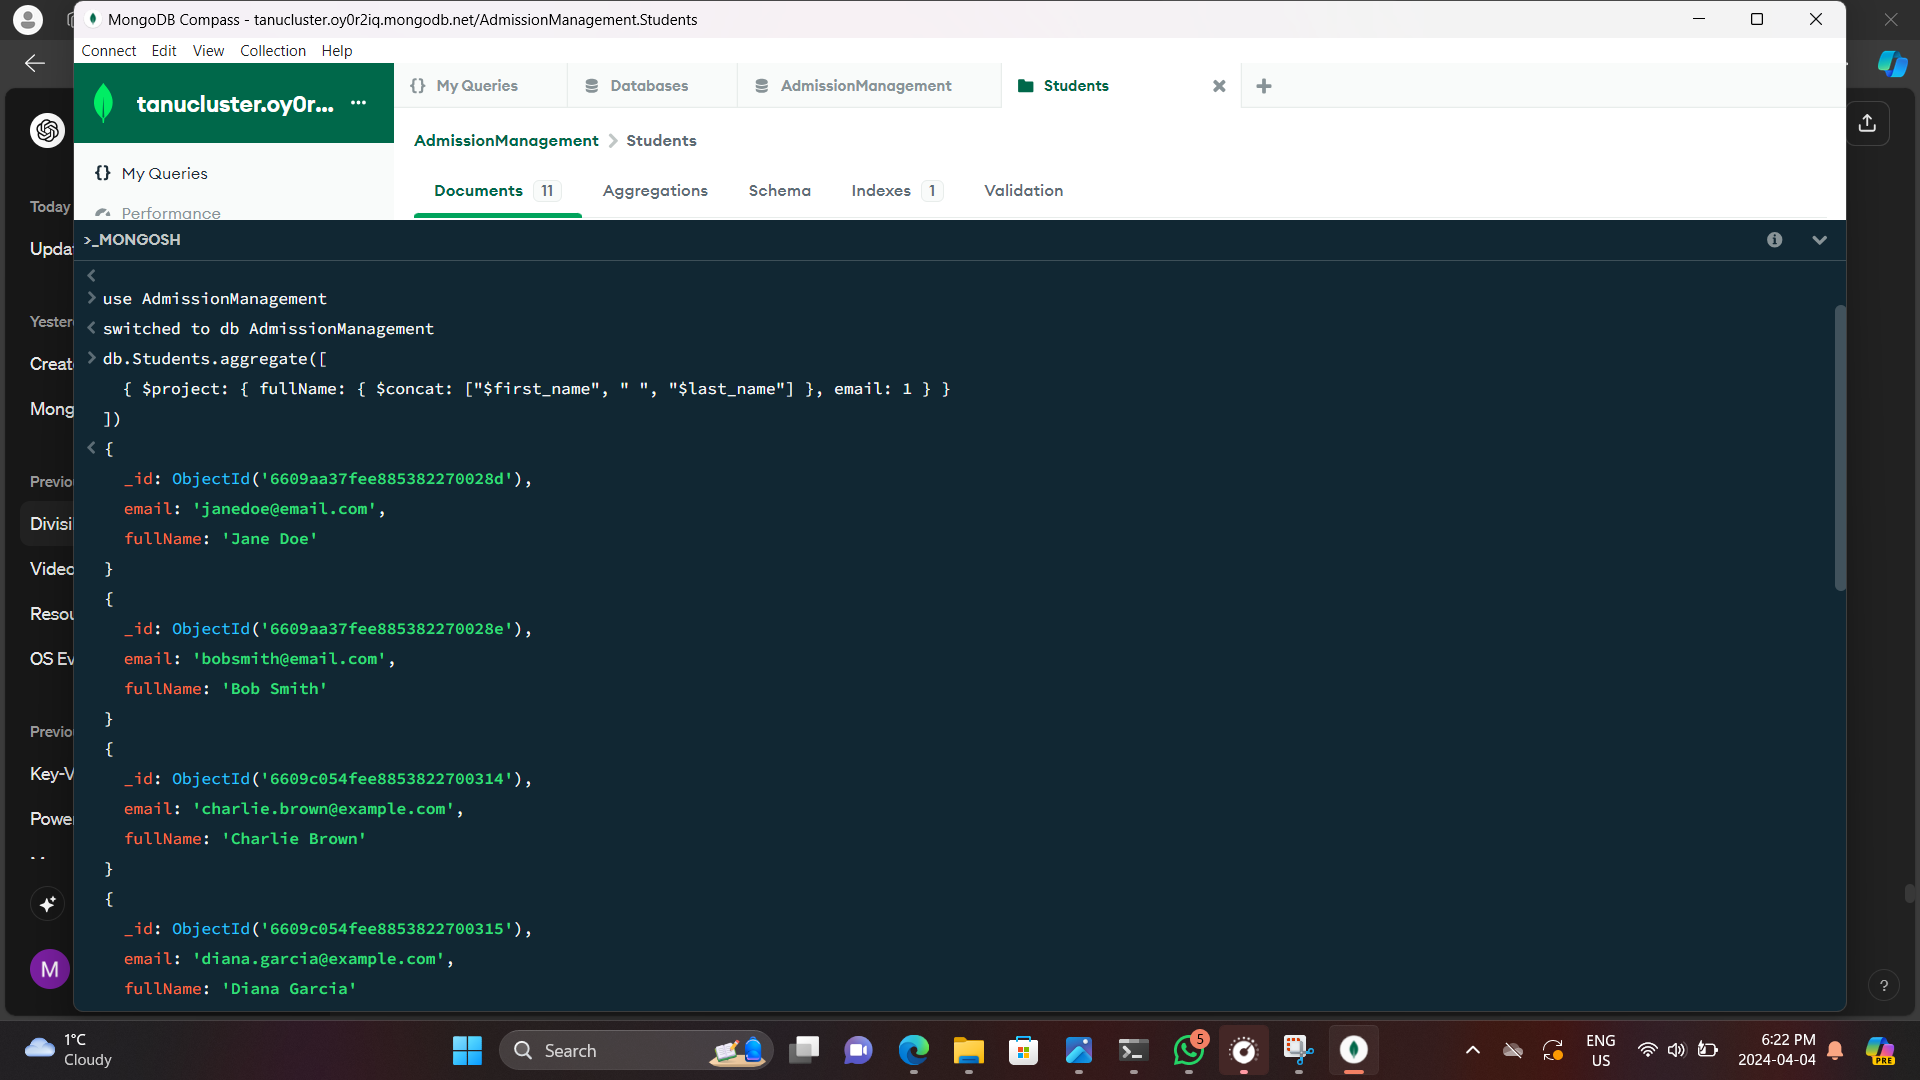 MongoDB Compass - tanucluster.oy0r2iq.mongodb.net/AdmissionManagement.Students
Connect Edit View Collection Help
tanucluster.oy0r... ···
{} My Queries
Databases
AdmissionManagement
Students
AdmissionManagement > Students
{} My Queries
Performance
Documents 11 Aggregations Schema Indexes 1 Validation
Today
Updat
Yester
Create
Mong
Previo
Divisi
Video
Resou
OS Ev
Previo
Key-V
Powe
M
>_MONGOSH
use AdmissionManagement
switched to db AdmissionManagement
db.Students.aggregate([
{ $project: { fullName: { $concat: ["$first_name", " ", "$last_name"] }, email: 1 } }
])
{
_id: ObjectId('6609aa37fee885382270028d'),
email: 'janedoe@email.com',
fullName: 'Jane Doe'
}
{
_id: ObjectId('6609aa37fee885382270028e'),
email: 'bobsmith@email.com',
fullName: 'Bob Smith'
}
{
_id: ObjectId('6609c054fee8853822700314'),
email: 'charlie.brown@example.com',
fullName: 'Charlie Brown'
}
{
_id: ObjectId('6609c054fee8853822700315'),
email: 'diana.garcia@example.com',
fullName: 'Diana Garcia'
?
1°C
Cloudy
Search
5
ENG
US
6:22 PM
2024-04-04
PRE